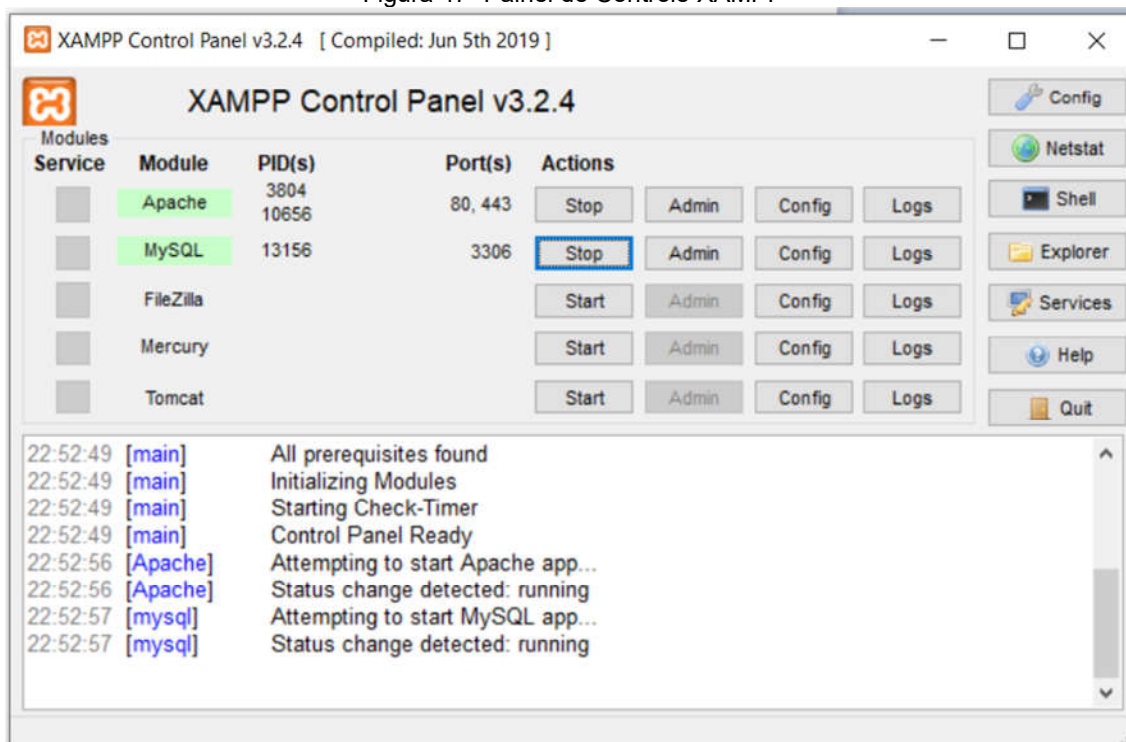 XAMPP Control Panel v3.2.4 [ Compiled: Jun 5th 2019 ]
XAMPP Control Panel v3.2.4
Config
Modules
Service Module PID(s) Port(s) Actions
Netstat
Apache 3804 10656 80, 443 Stop Admin Config Logs
Shell
MySQL 13156 3306 Stop Admin Config Logs
Explorer
FileZilla Start Admin Config Logs
Services
Mercury Start Admin Config Logs
Help
Tomcat Start Admin Config Logs
Quit
22:52:49 [main] All prerequisites found
22:52:49 [main] Initializing Modules
22:52:49 [main] Starting Check-Timer
22:52:49 [main] Control Panel Ready
22:52:56 [Apache] Attempting to start Apache app...
22:52:56 [Apache] Status change detected: running
22:52:57 [mysql] Attempting to start MySQL app...
22:52:57 [mysql] Status change detected: running